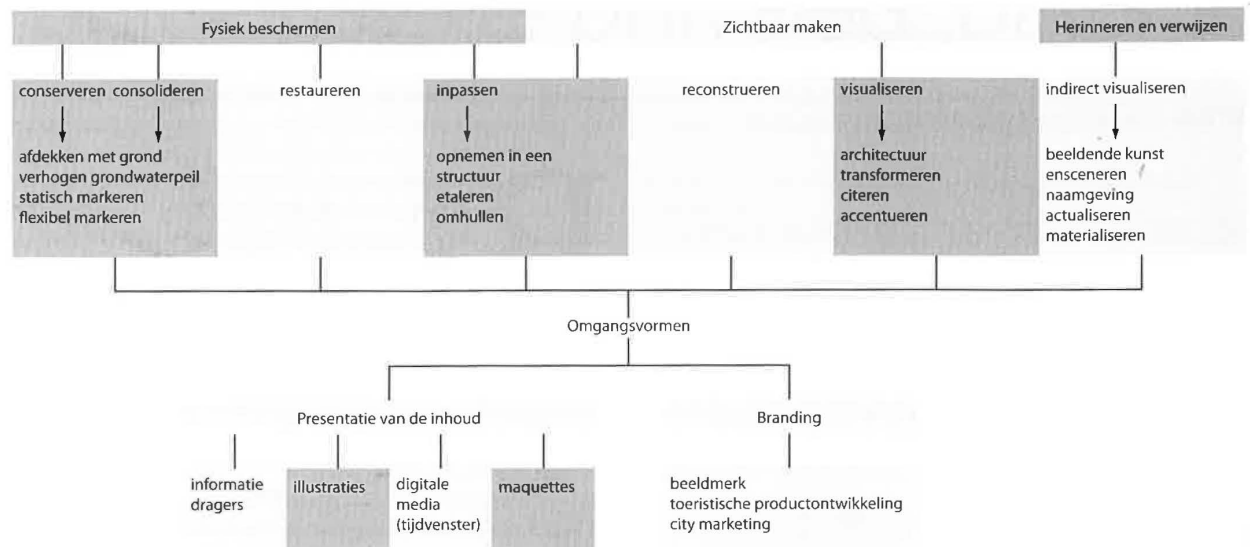 Fysiek beschermen
Zichtbaar maken
Herinneren en verwijzen
conserveren consolideren
restaureren
inpassen
reconstrueren
visualiseren
indirect visualiseren
afdekken met grond
verhogen grondwaterpeil
statisch markeren
flexibel markeren
opnemen in een
structuur
etaleren
omhullen
architectuur
transformeren
citeren
accentueren
beeldende kunst
ensceneren
naamgeving
actualiseren
materialiseren
Omgangsvormen
Presentatie van de inhoud
Branding
informatie
dragers
illustraties
digitale
media
(tijdvenster)
maquettes
beeldmerk
toeristische productontwikkeling
city marketing